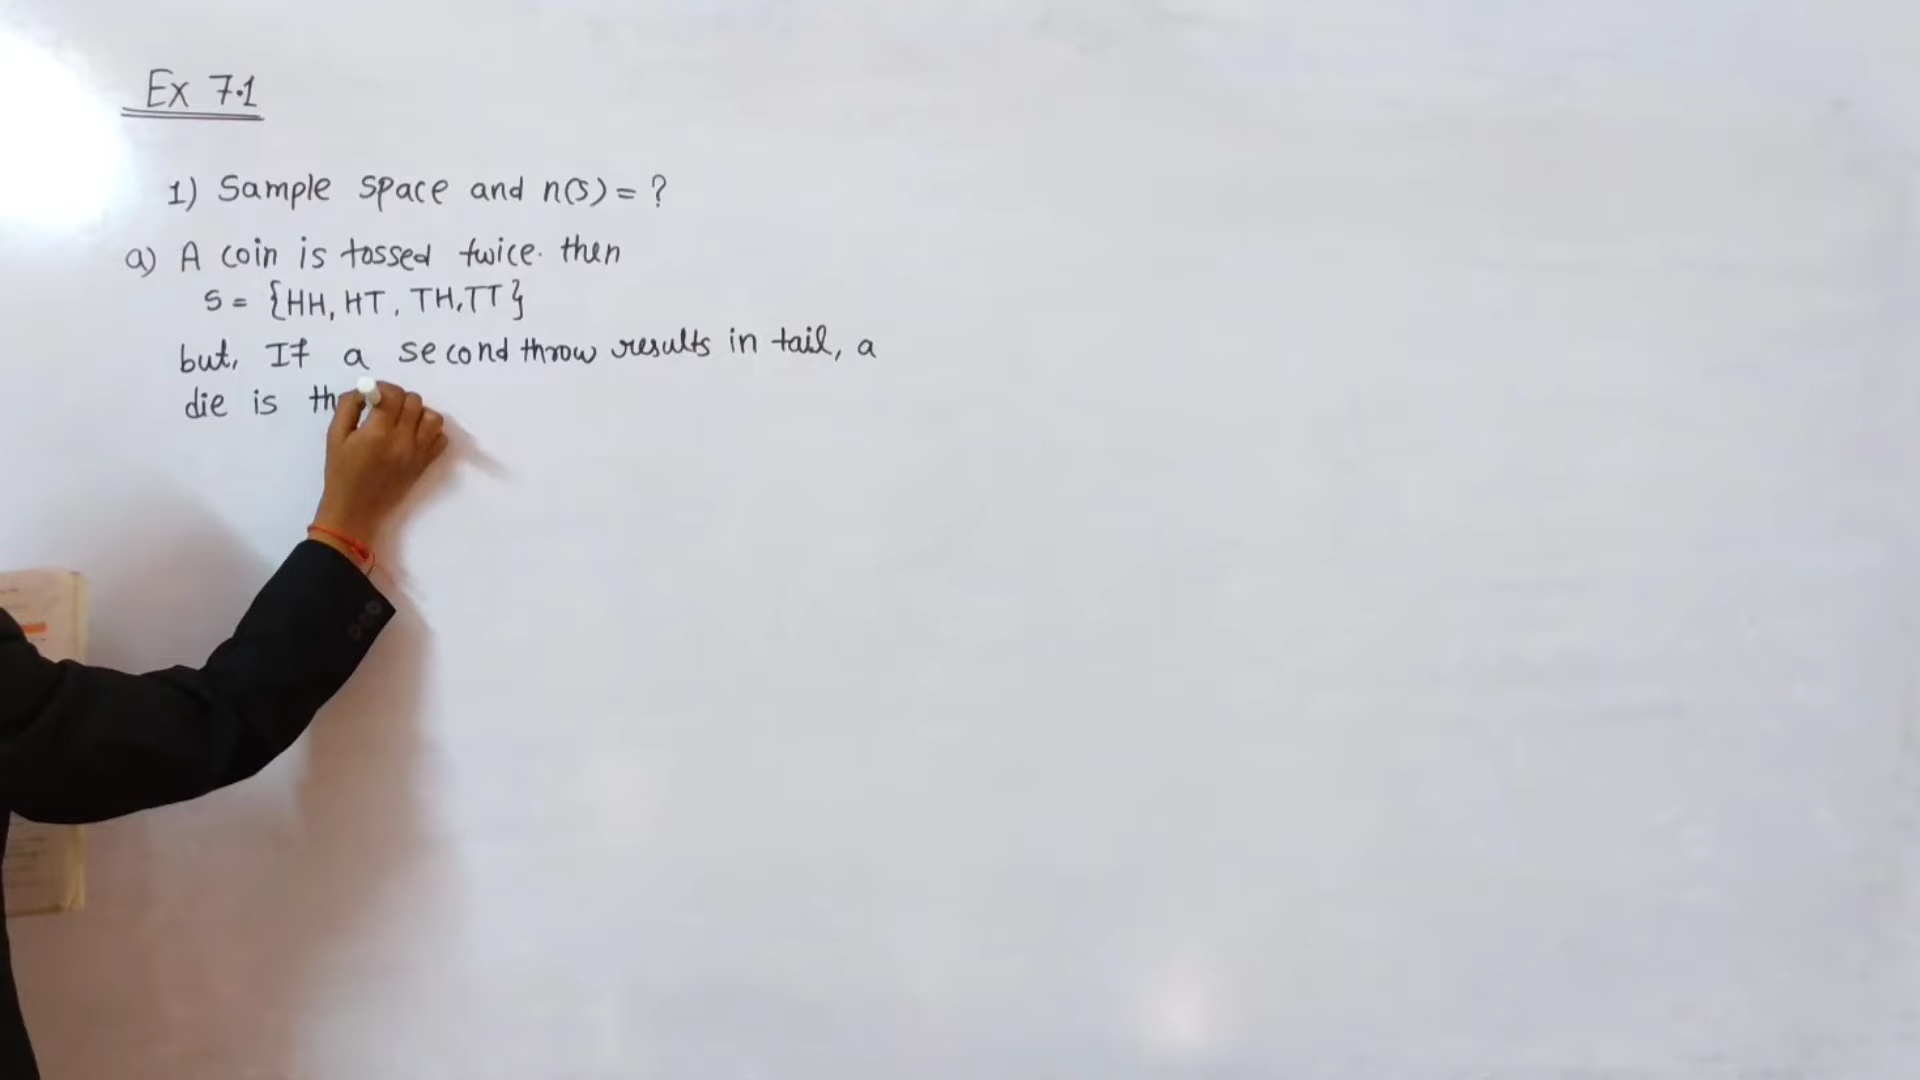 Ex 7.1
1) Sample space and n(S) = ?
a) A coin is tossed twice. then
S = {HH, HT, TH, TT}
but, If a second throw results in tail, a
die is th